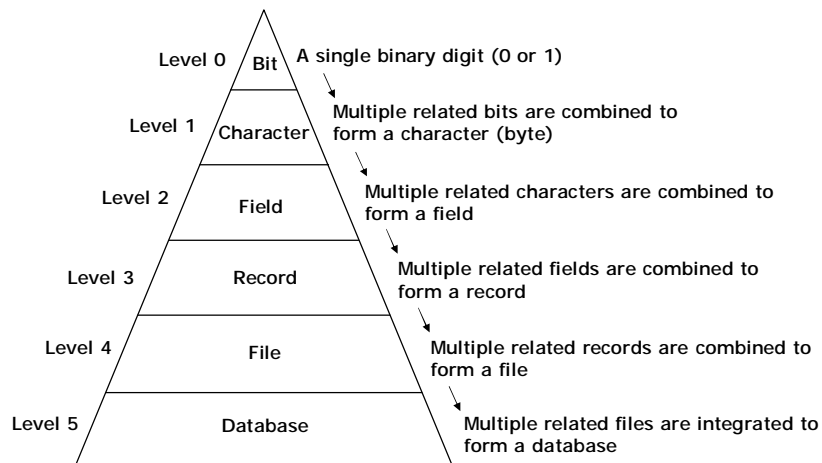 Level 0
Bit
A single binary digit (0 or 1)
Level 1
Character
Multiple related bits are combined to
form a character (byte)
Level 2
Field
Multiple related characters are combined to
form a field
Level 3
Record
Multiple related fields are combined to
form a record
Level 4
File
Multiple related records are combined to
form a file
Level 5
Database
Multiple related files are integrated to
form a database